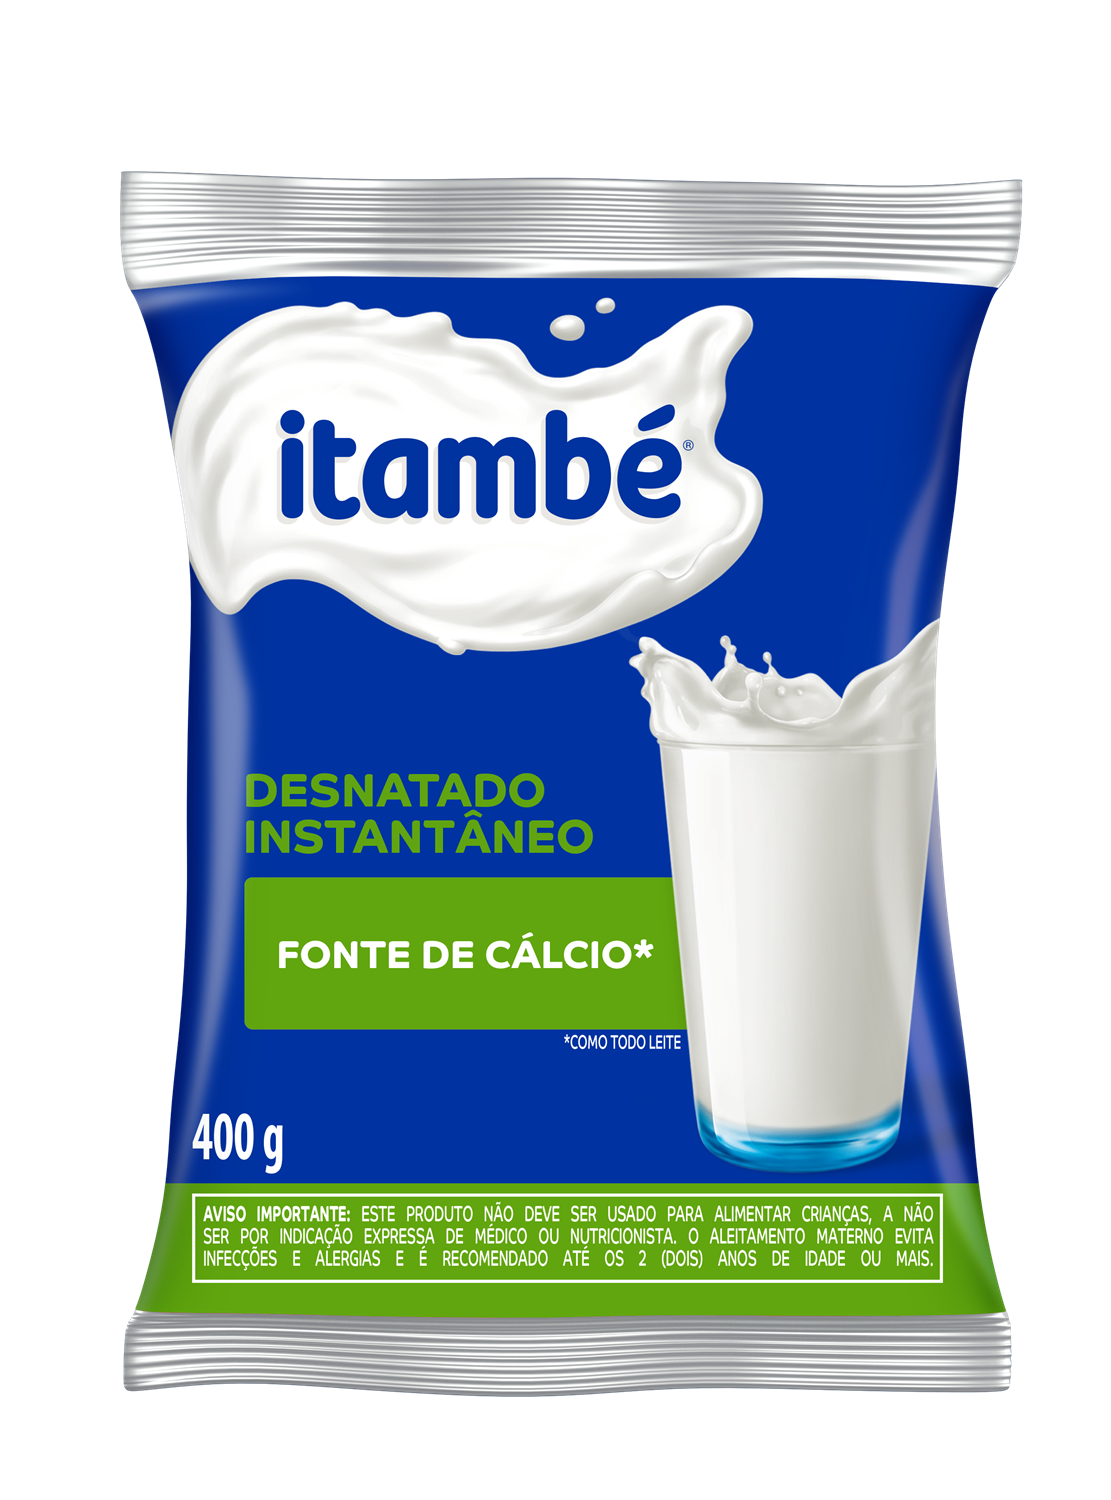 itambé®
DESNATADO
INSTANTÂNEO
FONTE DE CÁLCIO*
*COMO TODO LEITE
400 g
AVISO IMPORTANTE: ESTE PRODUTO NÃO DEVE SER USADO PARA ALIMENTAR CRIANÇAS, A NÃO
SER POR INDICAÇÃO EXPRESSA DE MÉDICO OU NUTRICIONISTA. O ALEITAMENTO MATERNO EVITA
INFECÇÕES E ALERGIAS E É RECOMENDADO ATÉ OS 2 (DOIS) ANOS DE IDADE OU MAIS.